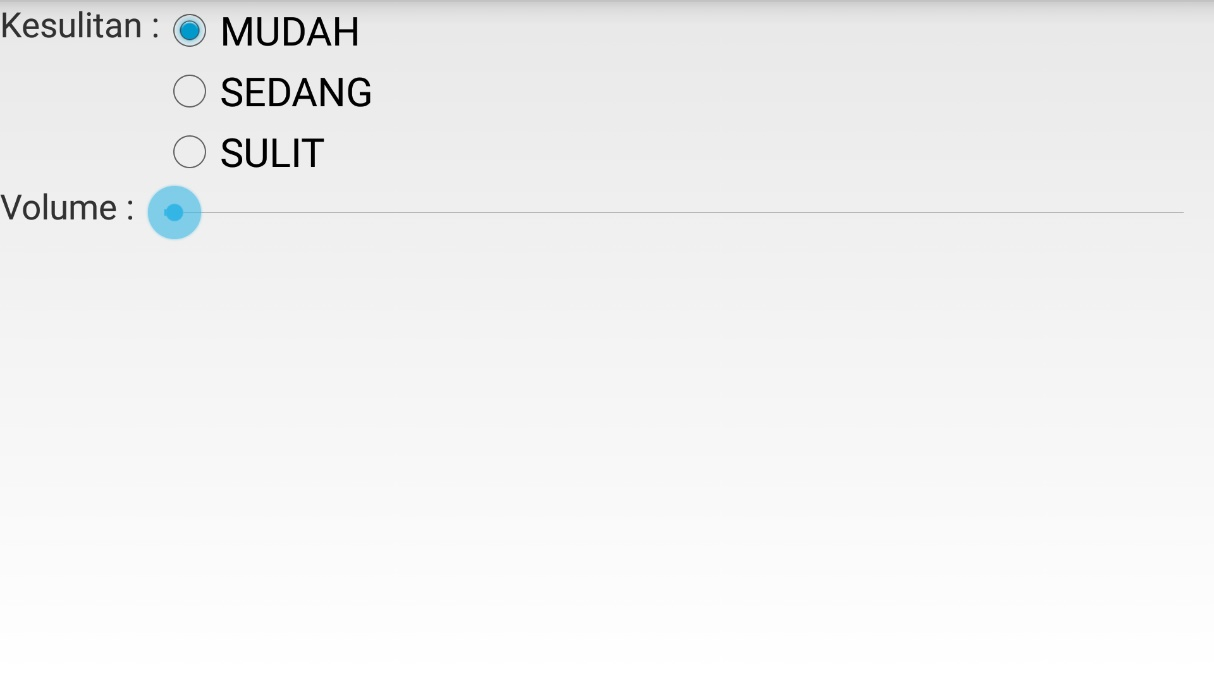 Kesulitan : MUDAH
SEDANG
SULIT
Volume :